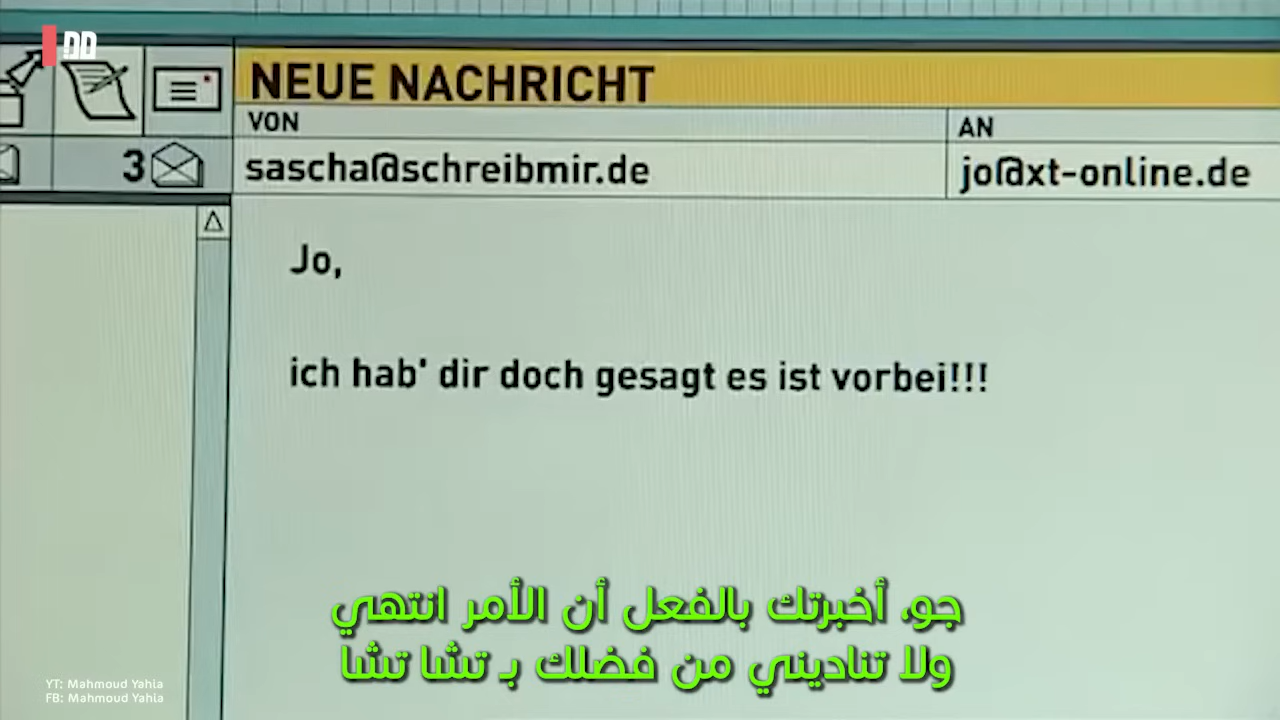 NEUE NACHRICHT
VON
AN
3
sascha@schreibmir.de
jo@xt-online.de
Jo,
ich hab' dir doch gesagt es ist vorbei!!!
جو، أخبرتك بالفعل أن الأمر انتهي
ولا تناديني من فضلك بـ تشا تشا
YT: Mahmoud Yahia
FB: Mahmoud Yahia